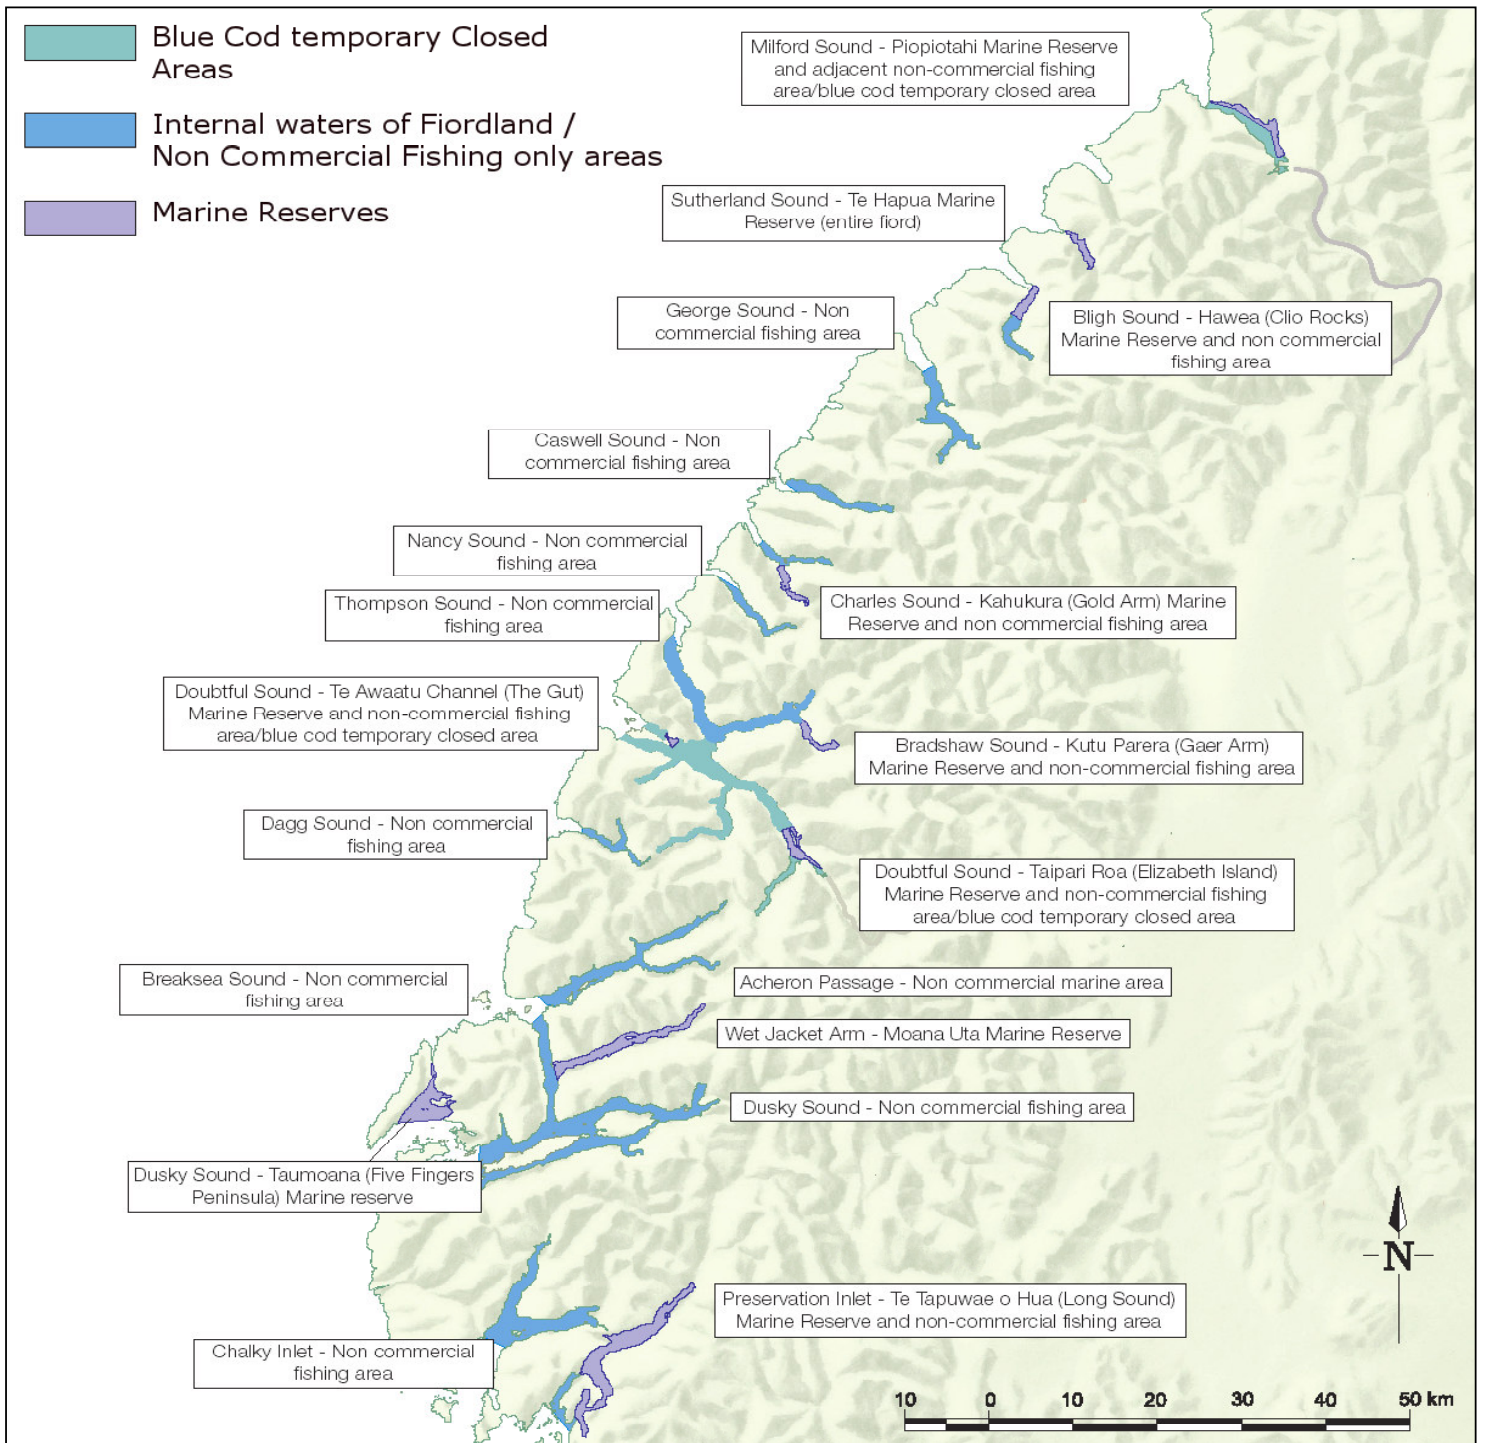 Blue Cod temporary Closed
Areas
Internal waters of Fiordland /
Non Commercial Fishing only areas
Marine Reserves
Milford Sound - Piopiotahi Marine Reserve
and adjacent non-commercial fishing
area/blue cod temporary closed area
Sutherland Sound - Te Hapua Marine
Reserve (entire fiord)
George Sound - Non
commercial fishing area
Bligh Sound - Hawea (Clio Rocks)
Marine Reserve and non commercial
fishing area
Caswell Sound - Non
commercial fishing area
Nancy Sound - Non commercial
fishing area
Thompson Sound - Non commercial
fishing area
Charles Sound - Kahukura (Gold Arm) Marine
Reserve and non commercial fishing area
Doubtful Sound - Te Awaatu Channel (The Gut)
Marine Reserve and non-commercial fishing
area/blue cod temporary closed area
Bradshaw Sound - Kutu Parera (Gaer Arm)
Marine Reserve and non-commercial fishing area
Dagg Sound - Non commercial
fishing area
Doubtful Sound - Taipari Roa (Elizabeth Island)
Marine Reserve and non-commercial fishing
area/blue cod temporary closed area
Breaksea Sound - Non commercial
fishing area
Acheron Passage - Non commercial marine area
Wet Jacket Arm - Moana Uta Marine Reserve
Dusky Sound - Non commercial fishing area
Dusky Sound - Taumoana (Five Fingers
Peninsula) Marine reserve
N
Preservation Inlet - Te Tapuwae o Hua (Long Sound)
Marine Reserve and non-commercial fishing area
Chalky Inlet - Non commercial
fishing area
10 0 10 20 30 40 50 km